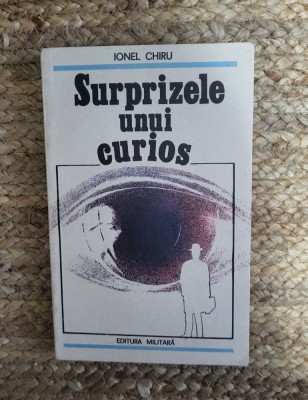 IONEL CHIRU
Surprizele
unui
curios
EDITURA MILITARĂ